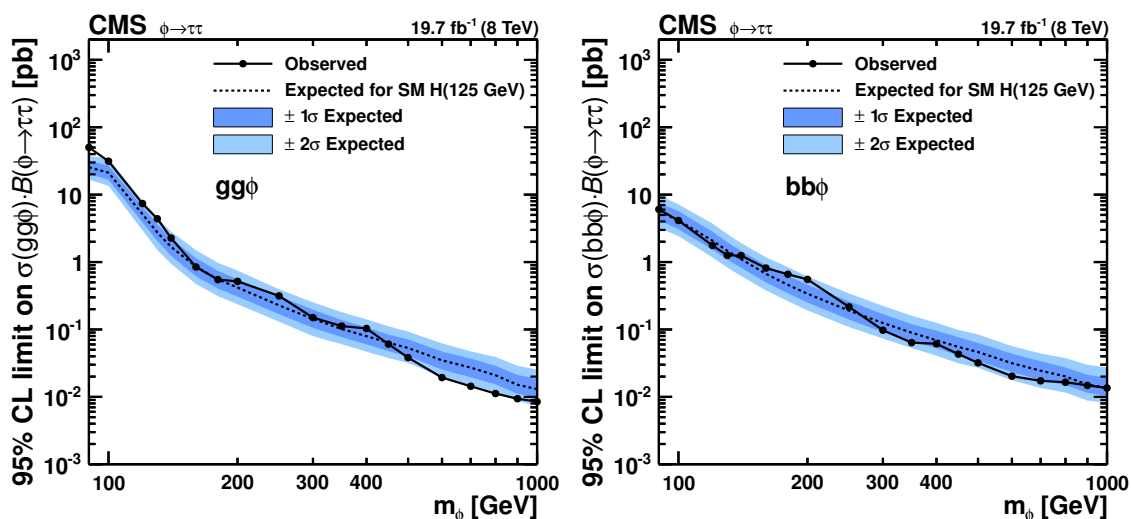 CMS φ→ττ 19.7 fb⁻¹ (8 TeV)
95% CL limit on σ(ggφ)·B(φ→ττ) [pb]
10³
10²
10
1
10⁻¹
10⁻²
10⁻³
Observed
Expected for SM H(125 GeV)
± 1σ Expected
± 2σ Expected
ggφ
100 200 300 400 1000
m_φ [GeV]
CMS φ→ττ 19.7 fb⁻¹ (8 TeV)
95% CL limit on σ(bbφ)·B(φ→ττ) [pb]
10³
10²
10
1
10⁻¹
10⁻²
10⁻³
Observed
Expected for SM H(125 GeV)
± 1σ Expected
± 2σ Expected
bbφ
100 200 300 400 1000
m_φ [GeV]